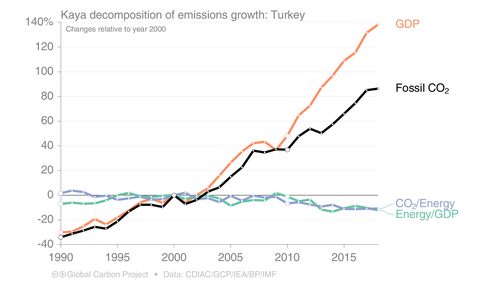 Kaya decomposition of emissions growth: Turkey
Changes relative to year 2000
140%
120
100
80
60
40
20
0
-20
-40
1990
1995
2000
2005
2010
2015
GDP
Fossil CO₂
CO₂/Energy
Energy/GDP
Global Carbon Project • Data: CDIAC/GCP/IEA/BP/IMF